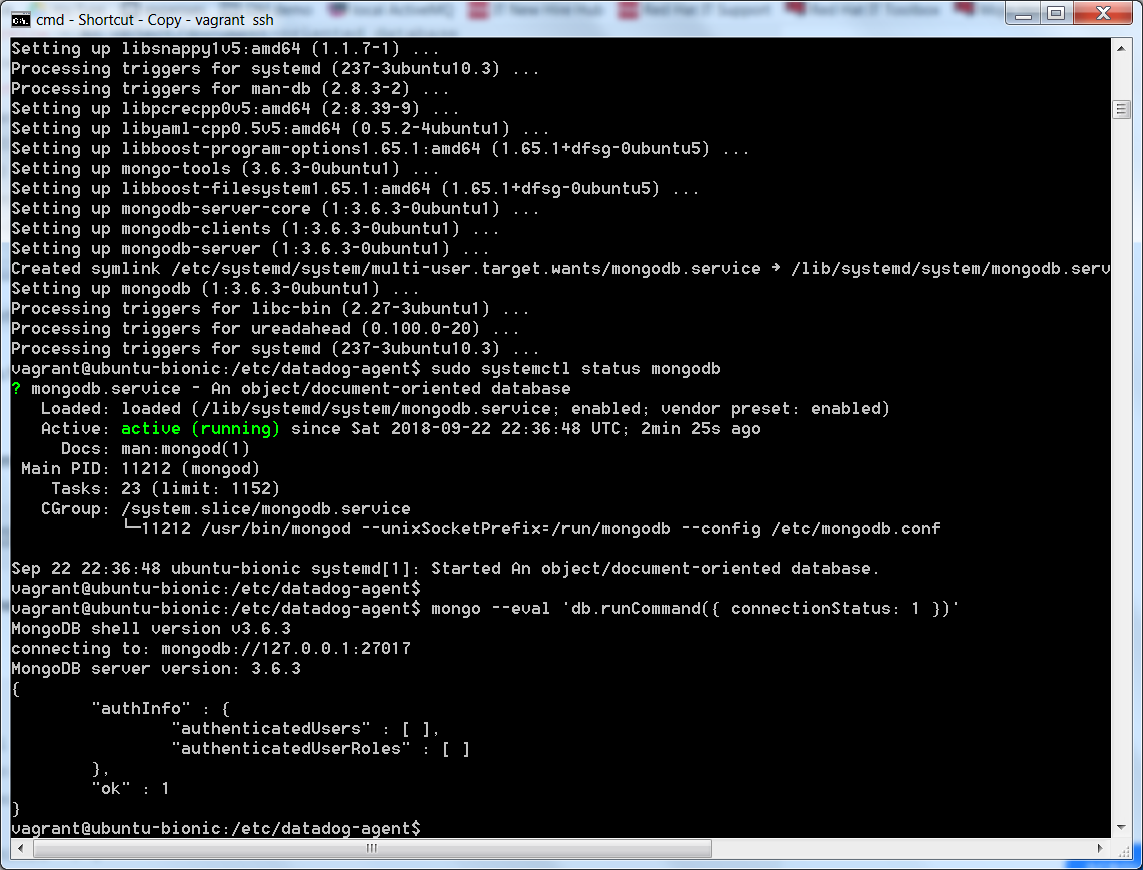 cmd - Shortcut - Copy - vagrant  ssh
Setting up libsnappy1v5:amd64 (1.1.7-1) ...
Processing triggers for systemd (237-3ubuntu10.3) ...
Processing triggers for man-db (2.8.3-2) ...
Setting up libpcrecpp0v5:amd64 (2:8.39-9) ...
Setting up libyaml-cpp0.5v5:amd64 (0.5.2-4ubuntu1) ...
Setting up libboost-program-options1.65.1:amd64 (1.65.1+dfsg-0ubuntu5) ...
Setting up mongo-tools (3.6.3-0ubuntu1) ...
Setting up libboost-filesystem1.65.1:amd64 (1.65.1+dfsg-0ubuntu5) ...
Setting up mongodb-server-core (1:3.6.3-0ubuntu1) ...
Setting up mongodb-clients (1:3.6.3-0ubuntu1) ...
Setting up mongodb-server (1:3.6.3-0ubuntu1) ...
Created symlink /etc/systemd/system/multi-user.target.wants/mongodb.service → /lib/systemd/system/mongodb.serv
Setting up mongodb (1:3.6.3-0ubuntu1) ...
Processing triggers for libc-bin (2.27-3ubuntu1) ...
Processing triggers for ureadahead (0.100.0-20) ...
Processing triggers for systemd (237-3ubuntu10.3) ...
vagrant@ubuntu-bionic:/etc/datadog-agent$ sudo systemctl status mongodb
? mongodb.service - An object/document-oriented database
   Loaded: loaded (/lib/systemd/system/mongodb.service; enabled; vendor preset: enabled)
   Active: active (running) since Sat 2018-09-22 22:36:48 UTC; 2min 25s ago
     Docs: man:mongod(1)
 Main PID: 11212 (mongod)
    Tasks: 23 (limit: 1152)
   CGroup: /system.slice/mongodb.service
           └─11212 /usr/bin/mongod --unixSocketPrefix=/run/mongodb --config /etc/mongodb.conf
Sep 22 22:36:48 ubuntu-bionic systemd[1]: Started An object/document-oriented database.
vagrant@ubuntu-bionic:/etc/datadog-agent$
vagrant@ubuntu-bionic:/etc/datadog-agent$ mongo --eval 'db.runCommand({ connectionStatus: 1 })'
MongoDB shell version v3.6.3
connecting to: mongodb://127.0.0.1:27017
MongoDB server version: 3.6.3
{
        "authInfo" : {
                "authenticatedUsers" : [ ],
                "authenticatedUserRoles" : [ ]
        },
        "ok" : 1
}
vagrant@ubuntu-bionic:/etc/datadog-agent$